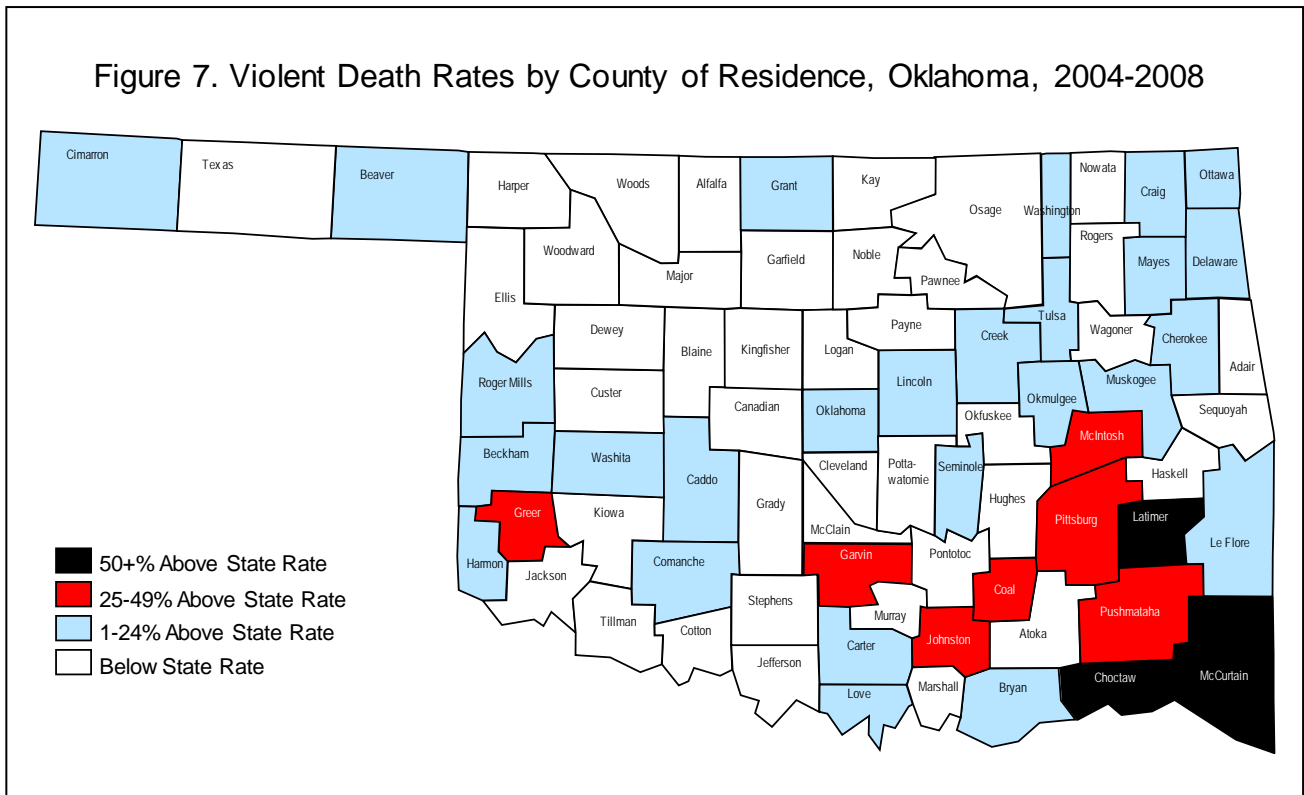 Figure 7. Violent Death Rates by County of Residence, Oklahoma, 2004-2008
Cimarron
Texas
Beaver
Harper
Woods
Alfalfa
Grant
Kay
Osage
Washington
Nowata
Craig
Ottawa
Woodward
Major
Garfield
Noble
Pawnee
Rogers
Mayes
Delaware
Ellis
Dewey
Blaine
Kingfisher
Logan
Payne
Creek
Tulsa
Wagoner
Cherokee
Adair
Roger Mills
Custer
Canadian
Oklahoma
Lincoln
Okfuskee
Okmulgee
Muskogee
Sequoyah
Beckham
Washita
Caddo
Grady
Cleveland
Potta-
watomie
Seminole
Hughes
McIntosh
Haskell
Greer
Kiowa
McClain
Pittsburg
Latimer
Le Flore
Harmon
Jackson
Comanche
Garvin
Pontotoc
Coal
Pushmataha
Tillman
Cotton
Stephens
Murray
Johnston
Atoka
Jefferson
Carter
Love
Marshall
Bryan
Choctaw
McCurtain
50+% Above State Rate
25-49% Above State Rate
1-24% Above State Rate
Below State Rate